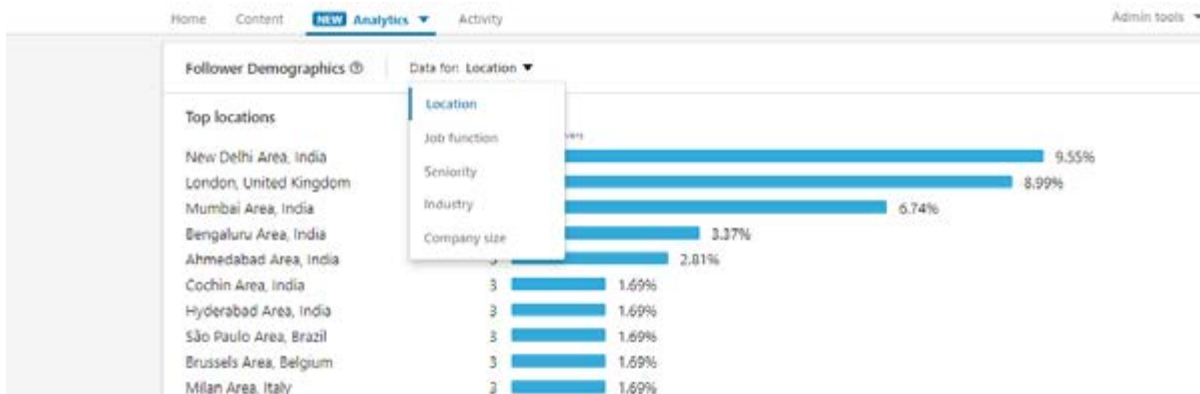 Home Content NEW Analytics ▼ Activity Admin tools
Follower Demographics Data for: Location ▼
Location
Job function
Seniority
Industry
Company size
Top locations
New Delhi Area, India 9.55%
London, United Kingdom 8.99%
Mumbai Area, India 6.74%
Bengaluru Area, India 3.37%
Ahmedabad Area, India 2.81%
Cochin Area, India 3 1.69%
Hyderabad Area, India 3 1.69%
São Paulo Area, Brazil 3 1.69%
Brussels Area, Belgium 3 1.69%
Milan Area, Italy 3 1.69%